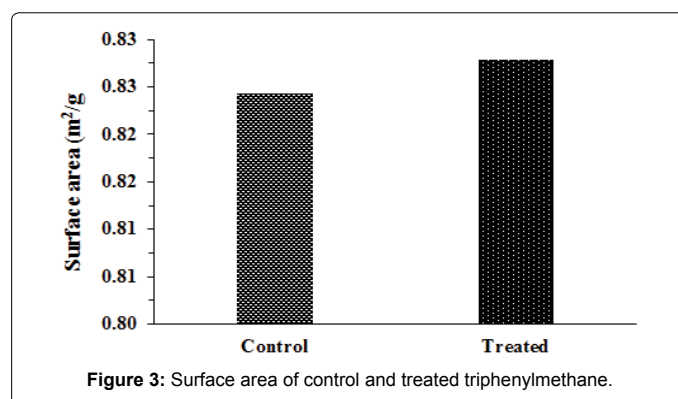 0.83
0.83
0.82
0.82
0.81
0.81
0.80
Surface area (m²/g
Control Treated
Figure 3: Surface area of control and treated triphenylmethane.